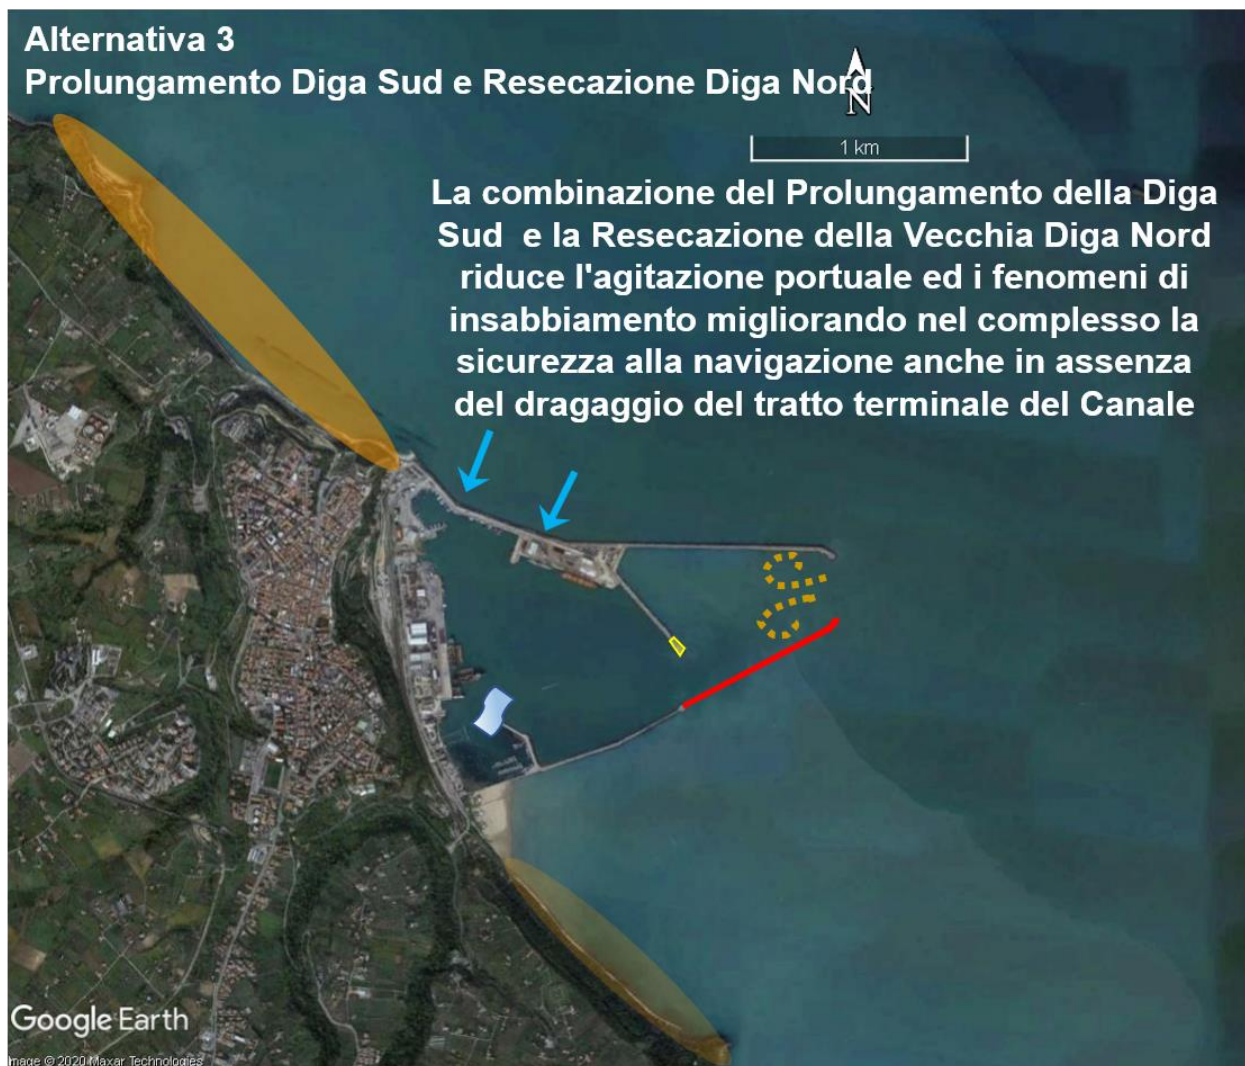 Alternativa 3
Prolungamento Diga Sud e Resecazione Diga Nord
N
1 km
La combinazione del Prolungamento della Diga
Sud e la Resecazione della Vecchia Diga Nord
riduce l'agitazione portuale ed i fenomeni di
insabbiamento migliorando nel complesso la
sicurezza alla navigazione anche in assenza
del dragaggio del tratto terminale del Canale
Google Earth
Image © 2020 Maxar Technologies